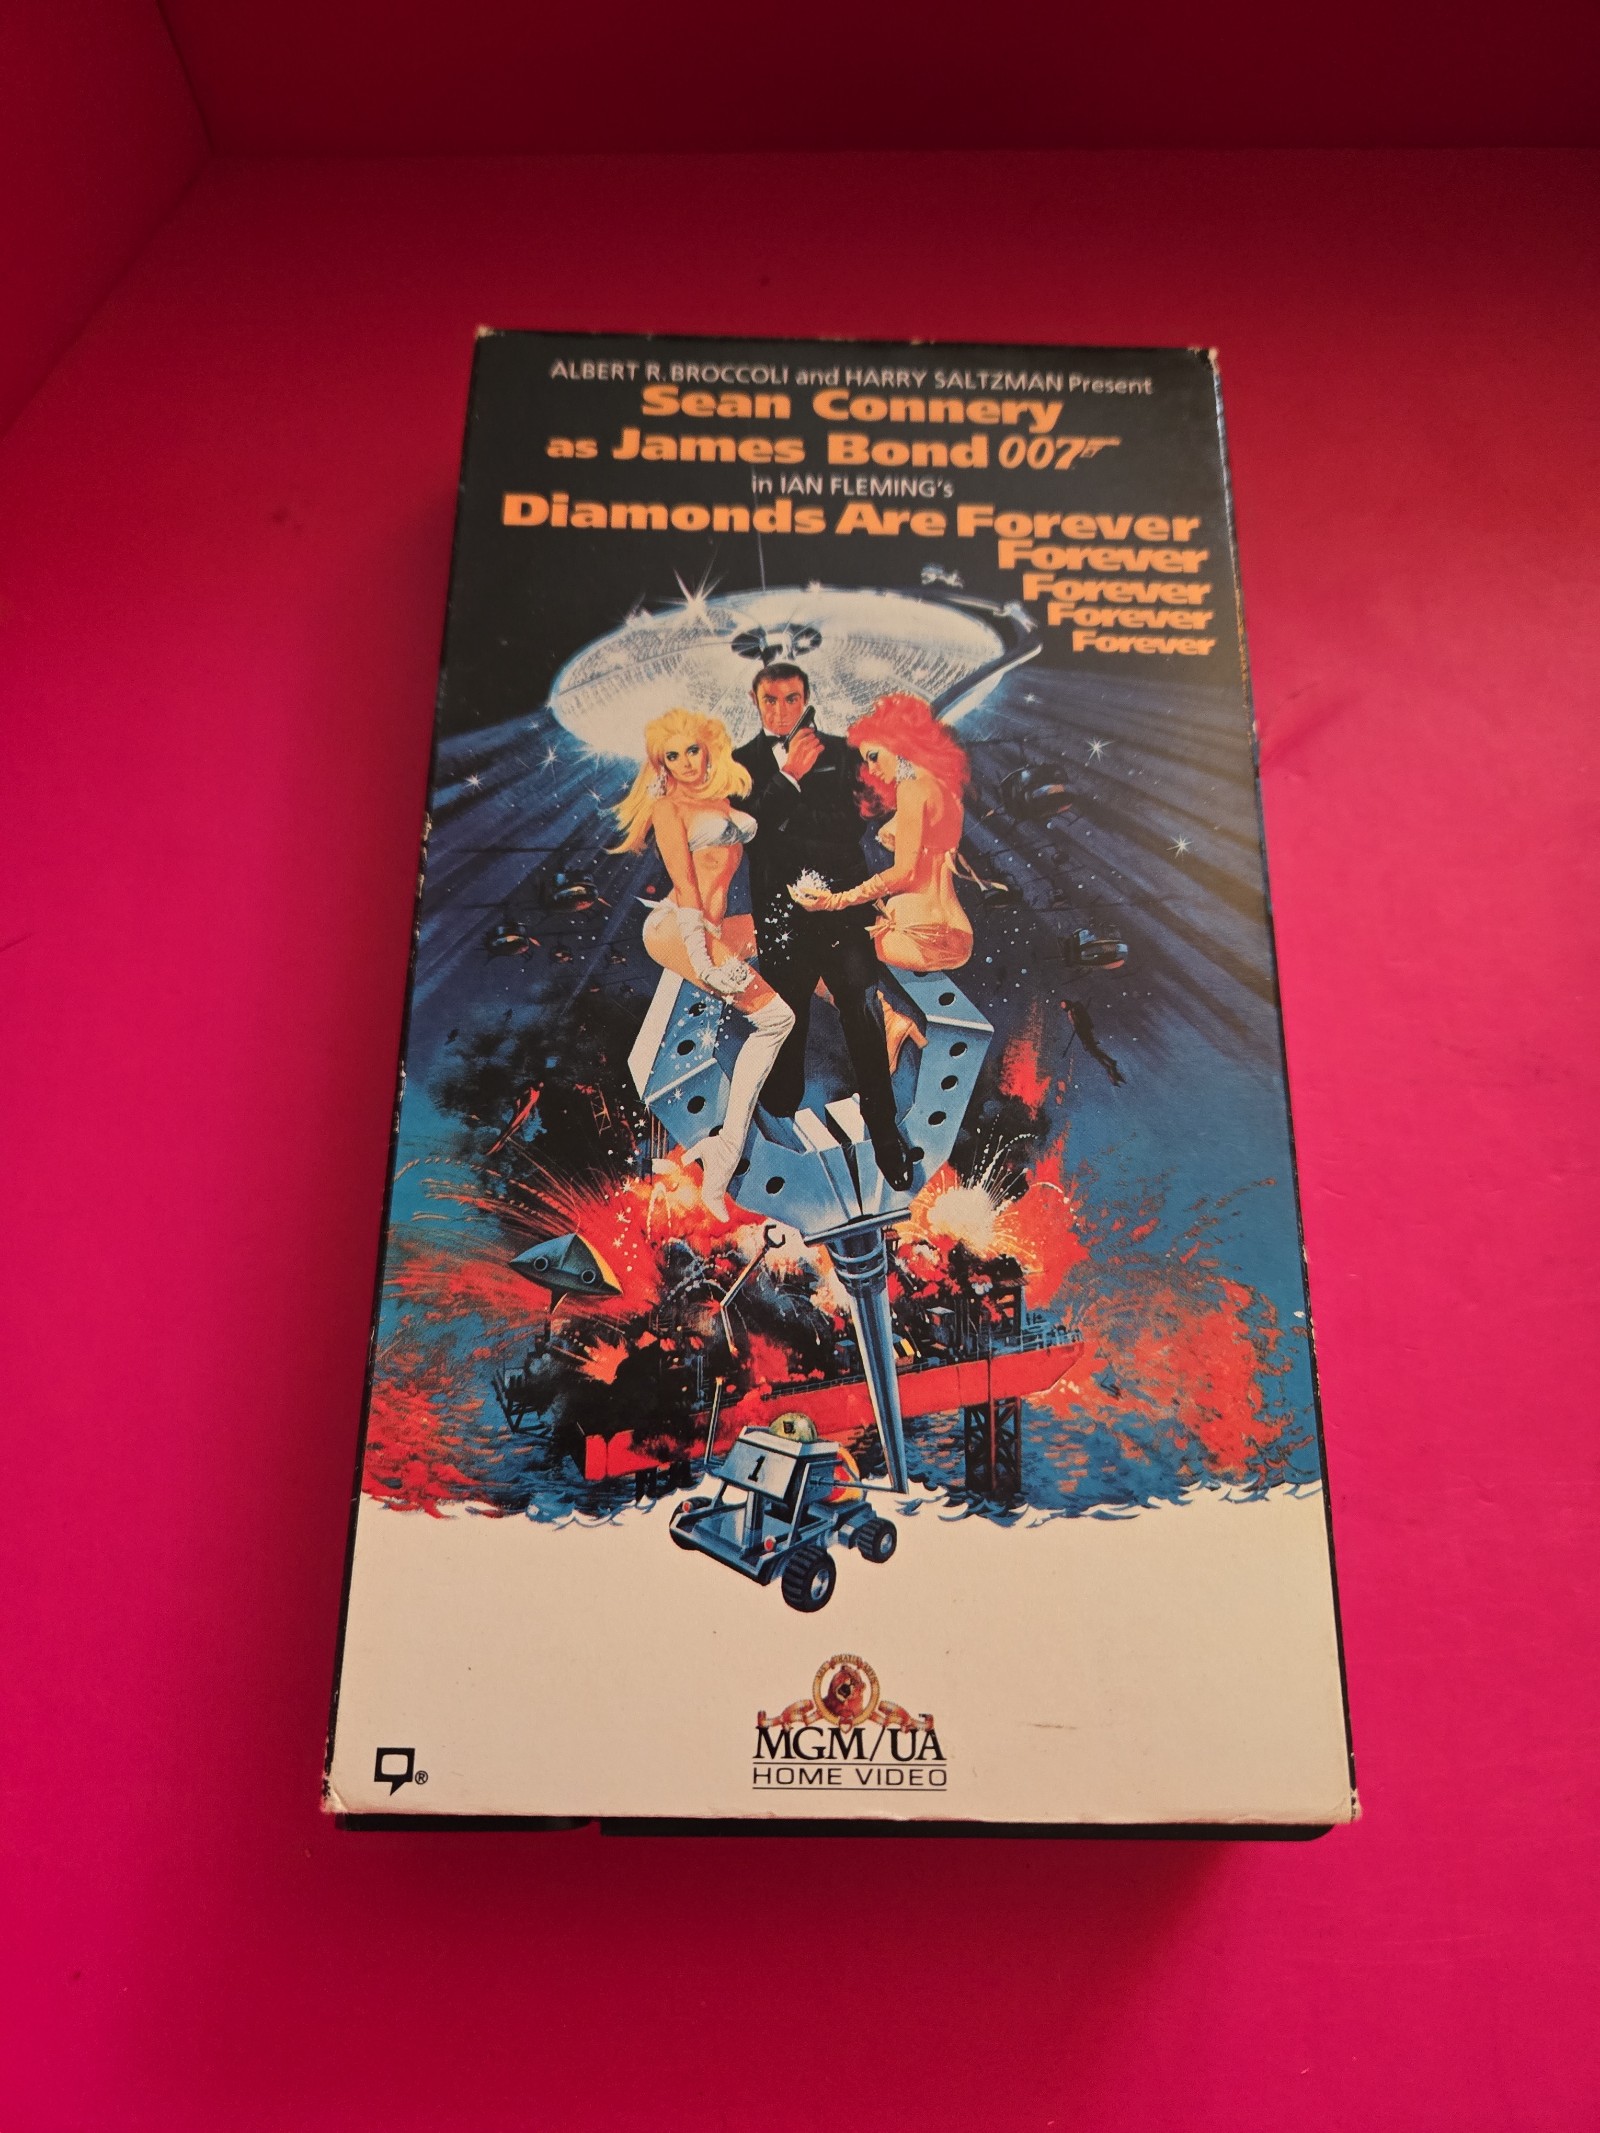 ALBERT R. BROCCOLI and HARRY SALTZMAN Present
Sean Connery
as James Bond 007
in IAN FLEMING's
Diamonds Are Forever
Forever
Forever
Forever
Forever
1
MGM/UA
HOME VIDEO
®